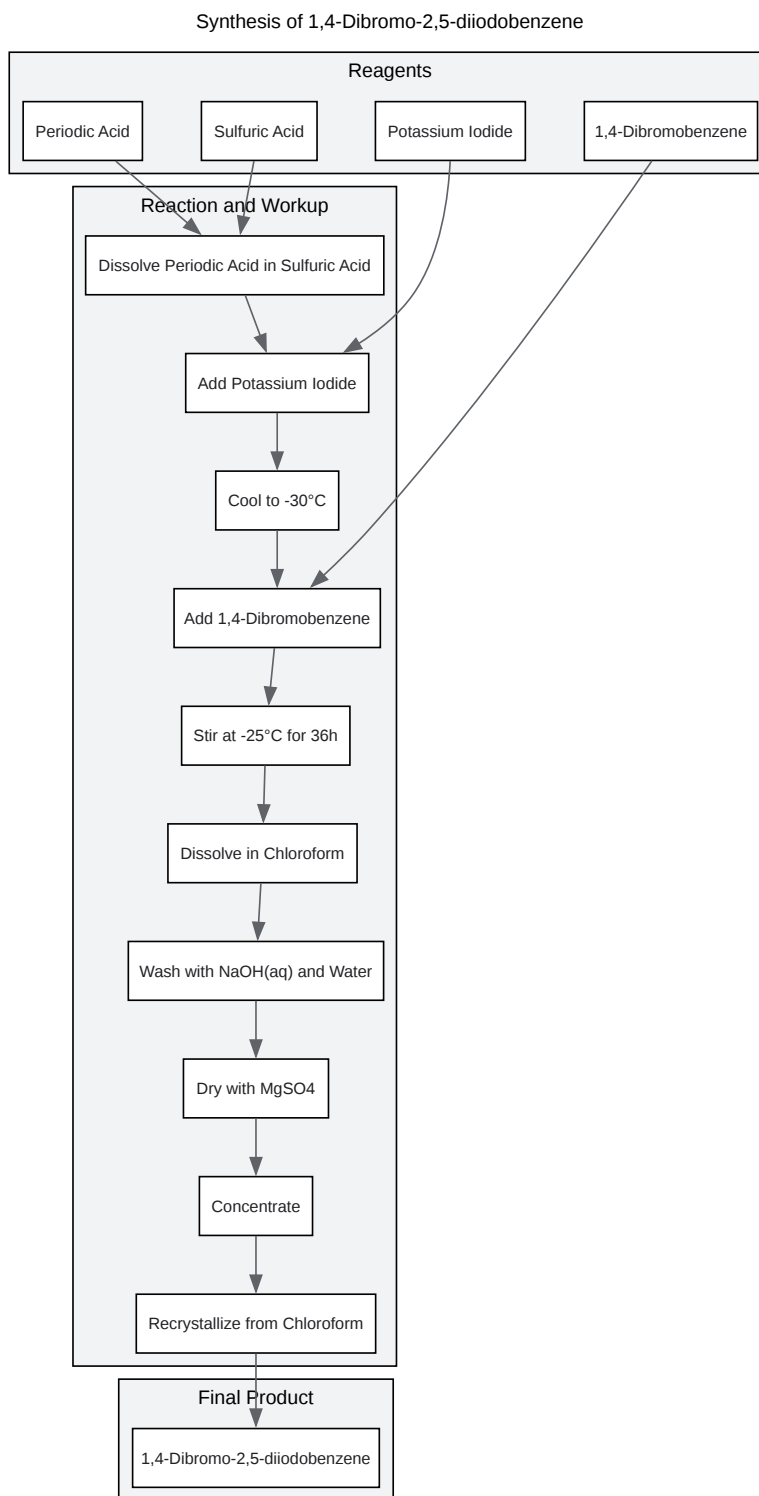 Synthesis of 1,4-Dibromo-2,5-diiodobenzene
Reagents
Periodic Acid
Sulfuric Acid
Potassium Iodide
1,4-Dibromobenzene
Reaction and Workup
Dissolve Periodic Acid in Sulfuric Acid
Add Potassium Iodide
Cool to -30°C
Add 1,4-Dibromobenzene
Stir at -25°C for 36h
Dissolve in Chloroform
Wash with NaOH(aq) and Water
Dry with MgSO4
Concentrate
Recrystallize from Chloroform
Final Product
1,4-Dibromo-2,5-diiodobenzene